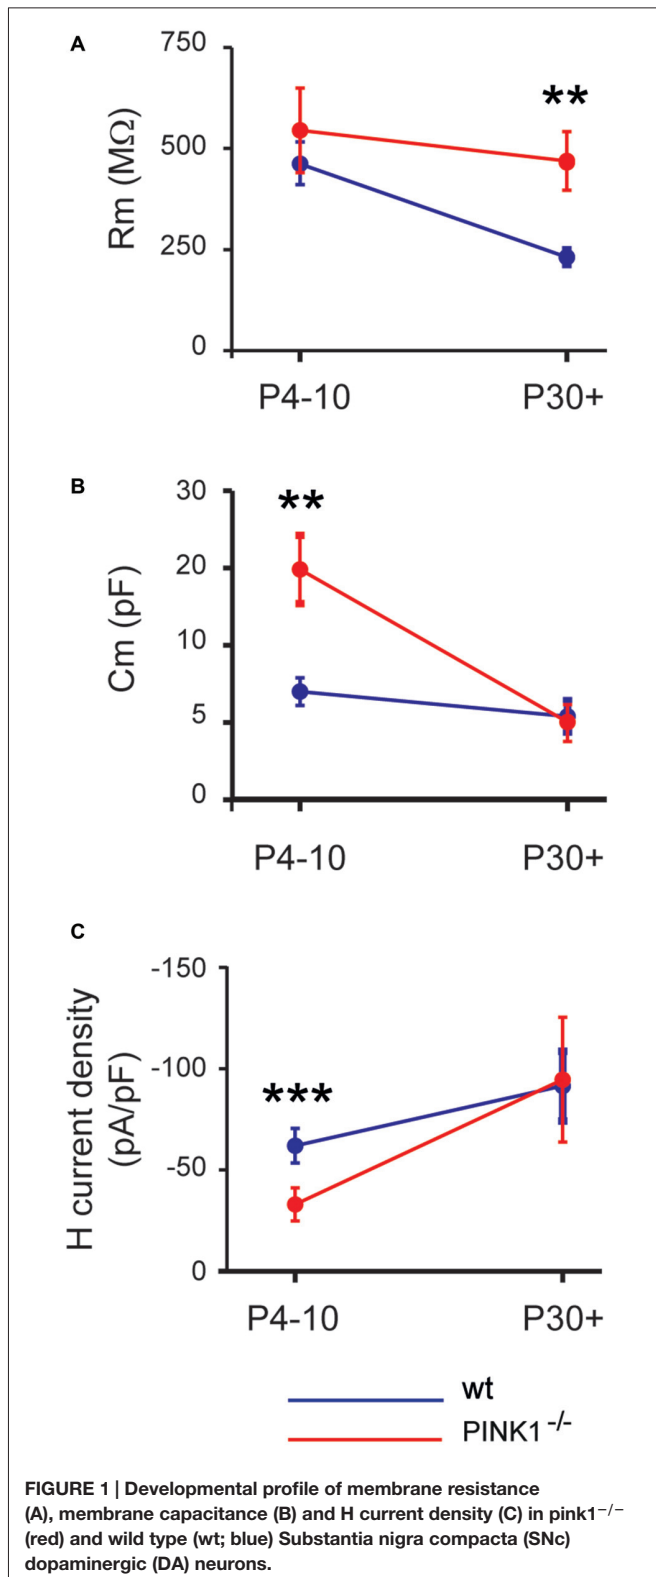 A
750
**
500
Rm (MΩ)
250
0
P4-10 P30+
B
30
**
20
Cm (pF)
10
5
0
P4-10 P30+
C
-150
H current density
(pA/pF)
-100
***
-50
0
P4-10 P30+
wt
PINK1 -/-
FIGURE 1 | Developmental profile of membrane resistance
(A), membrane capacitance (B) and H current density (C) in pink1−/−
(red) and wild type (wt; blue) Substantia nigra compacta (SNc)
dopaminergic (DA) neurons.